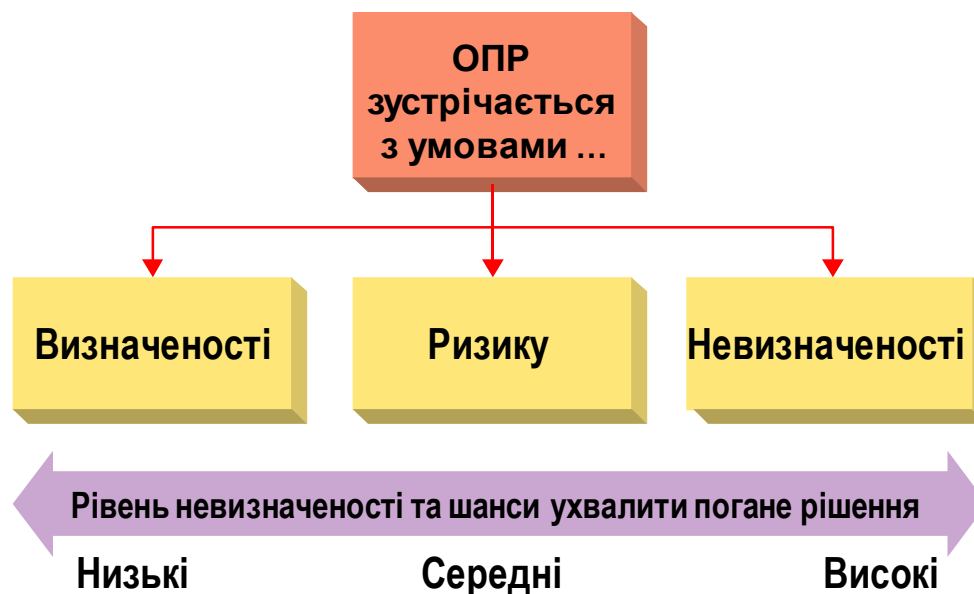 ОПР
зустрічається
з умовами ...
Визначеності
Ризику
Невизначеності
Рівень невизначеності та шанси ухвалити погане рішення
Низькі
Середні
Високі